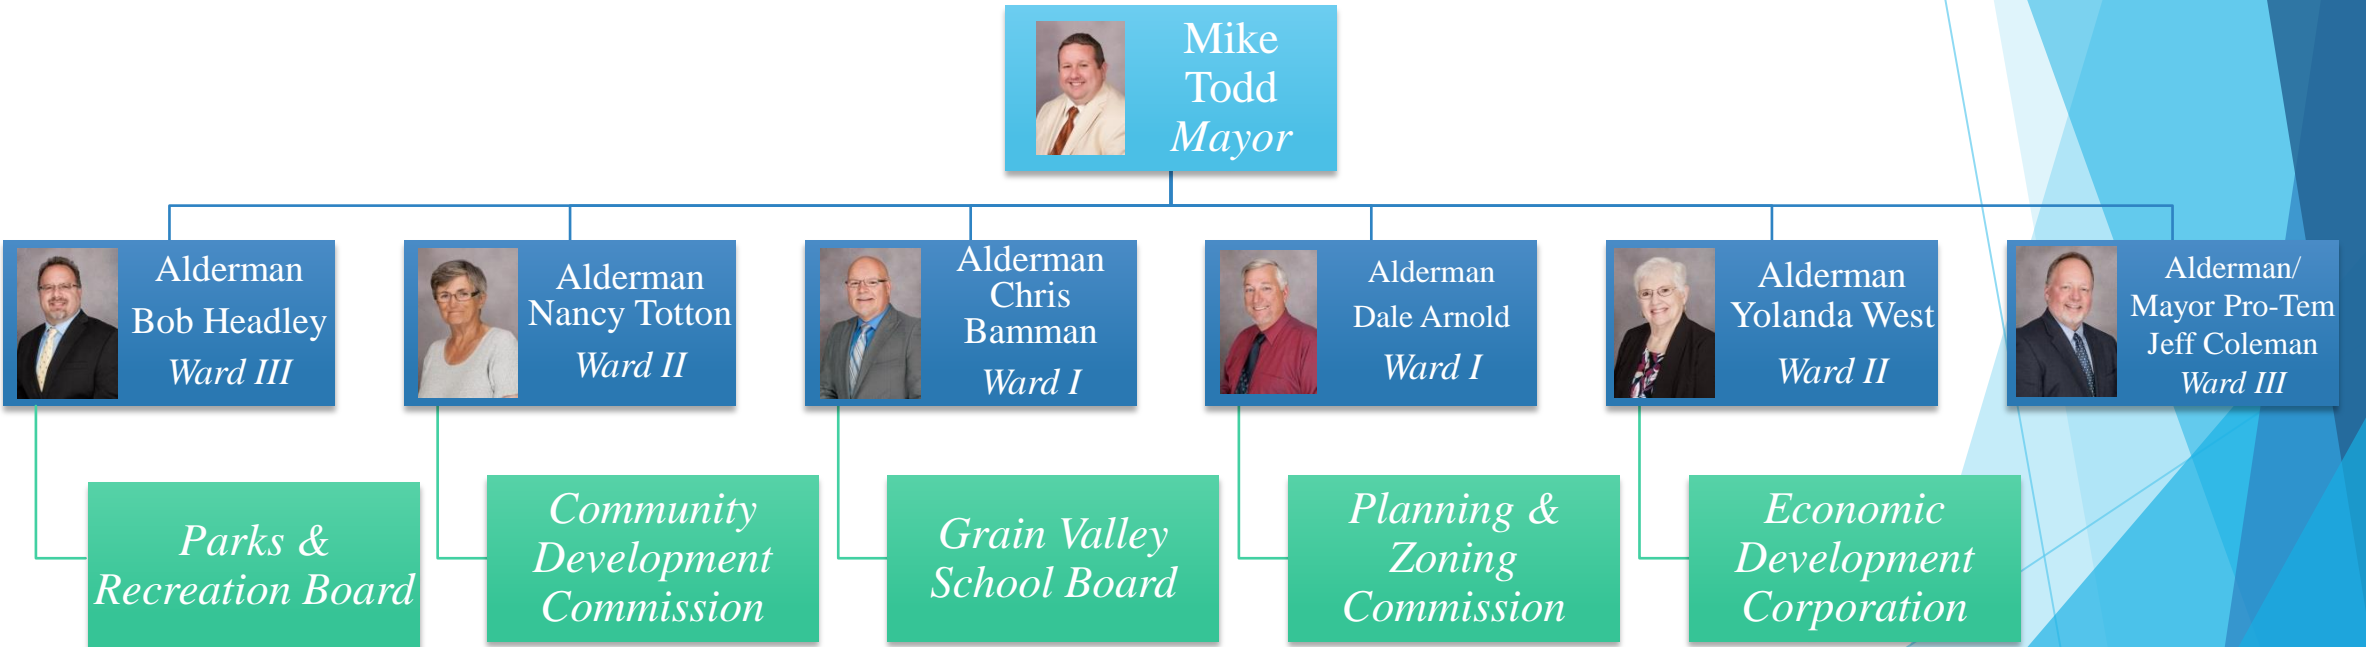 Mike
Todd
Mayor
Alderman
Bob Headley
Ward III
Alderman
Nancy Totton
Ward II
Alderman
Chris
Bamman
Ward I
Alderman
Dale Arnold
Ward I
Alderman
Yolanda West
Ward II
Alderman/
Mayor Pro-Tem
Jeff Coleman
Ward III
Parks &
Recreation Board
Community
Development
Commission
Grain Valley
School Board
Planning &
Zoning
Commission
Economic
Development
Corporation